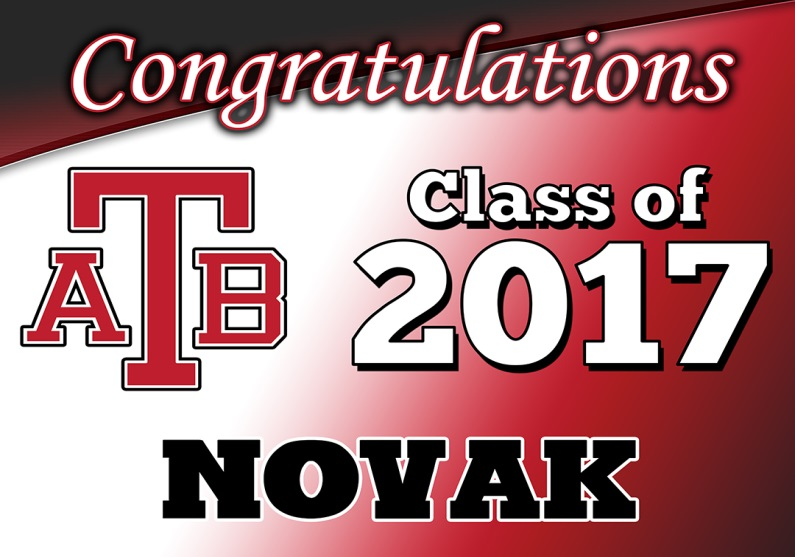 Congratulations
ATB
Class of
2017
NOVAK